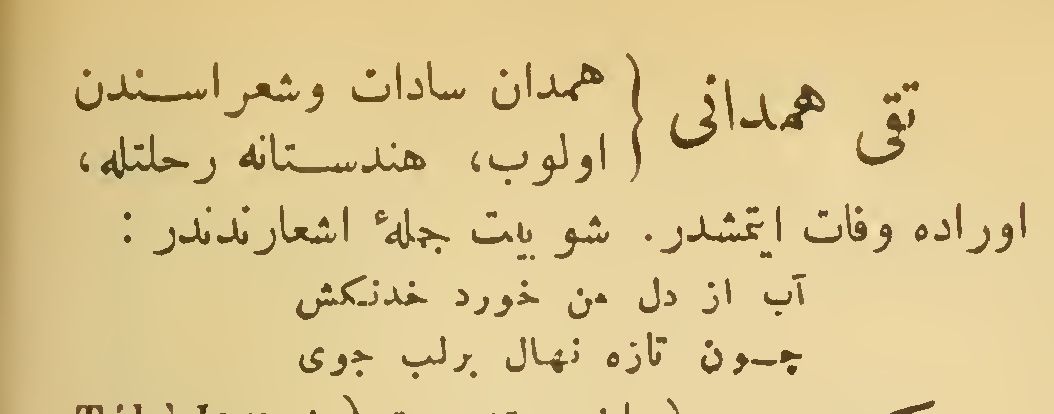 تقی همدانی { همدان سادات وشعراسندن
اولوب، هندستانه رحلتله،
اوراده وفات ایتمشدر. شو بیت جملهٔ اشعارندندر :
آب از دل من خورد خدنکش
چون تازه نهال برلب جوی